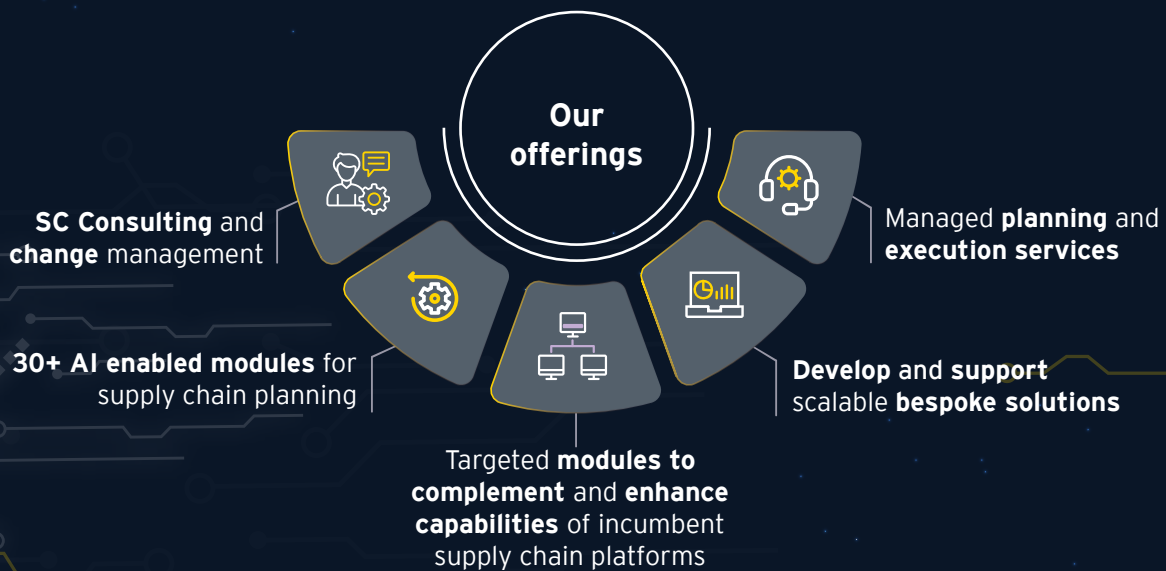 Our
offerings
SC Consulting and
change management
30+ AI enabled modules for
supply chain planning
Targeted modules to
complement and enhance
capabilities of incumbent
supply chain platforms
Develop and support
scalable bespoke solutions
Managed planning and
execution services